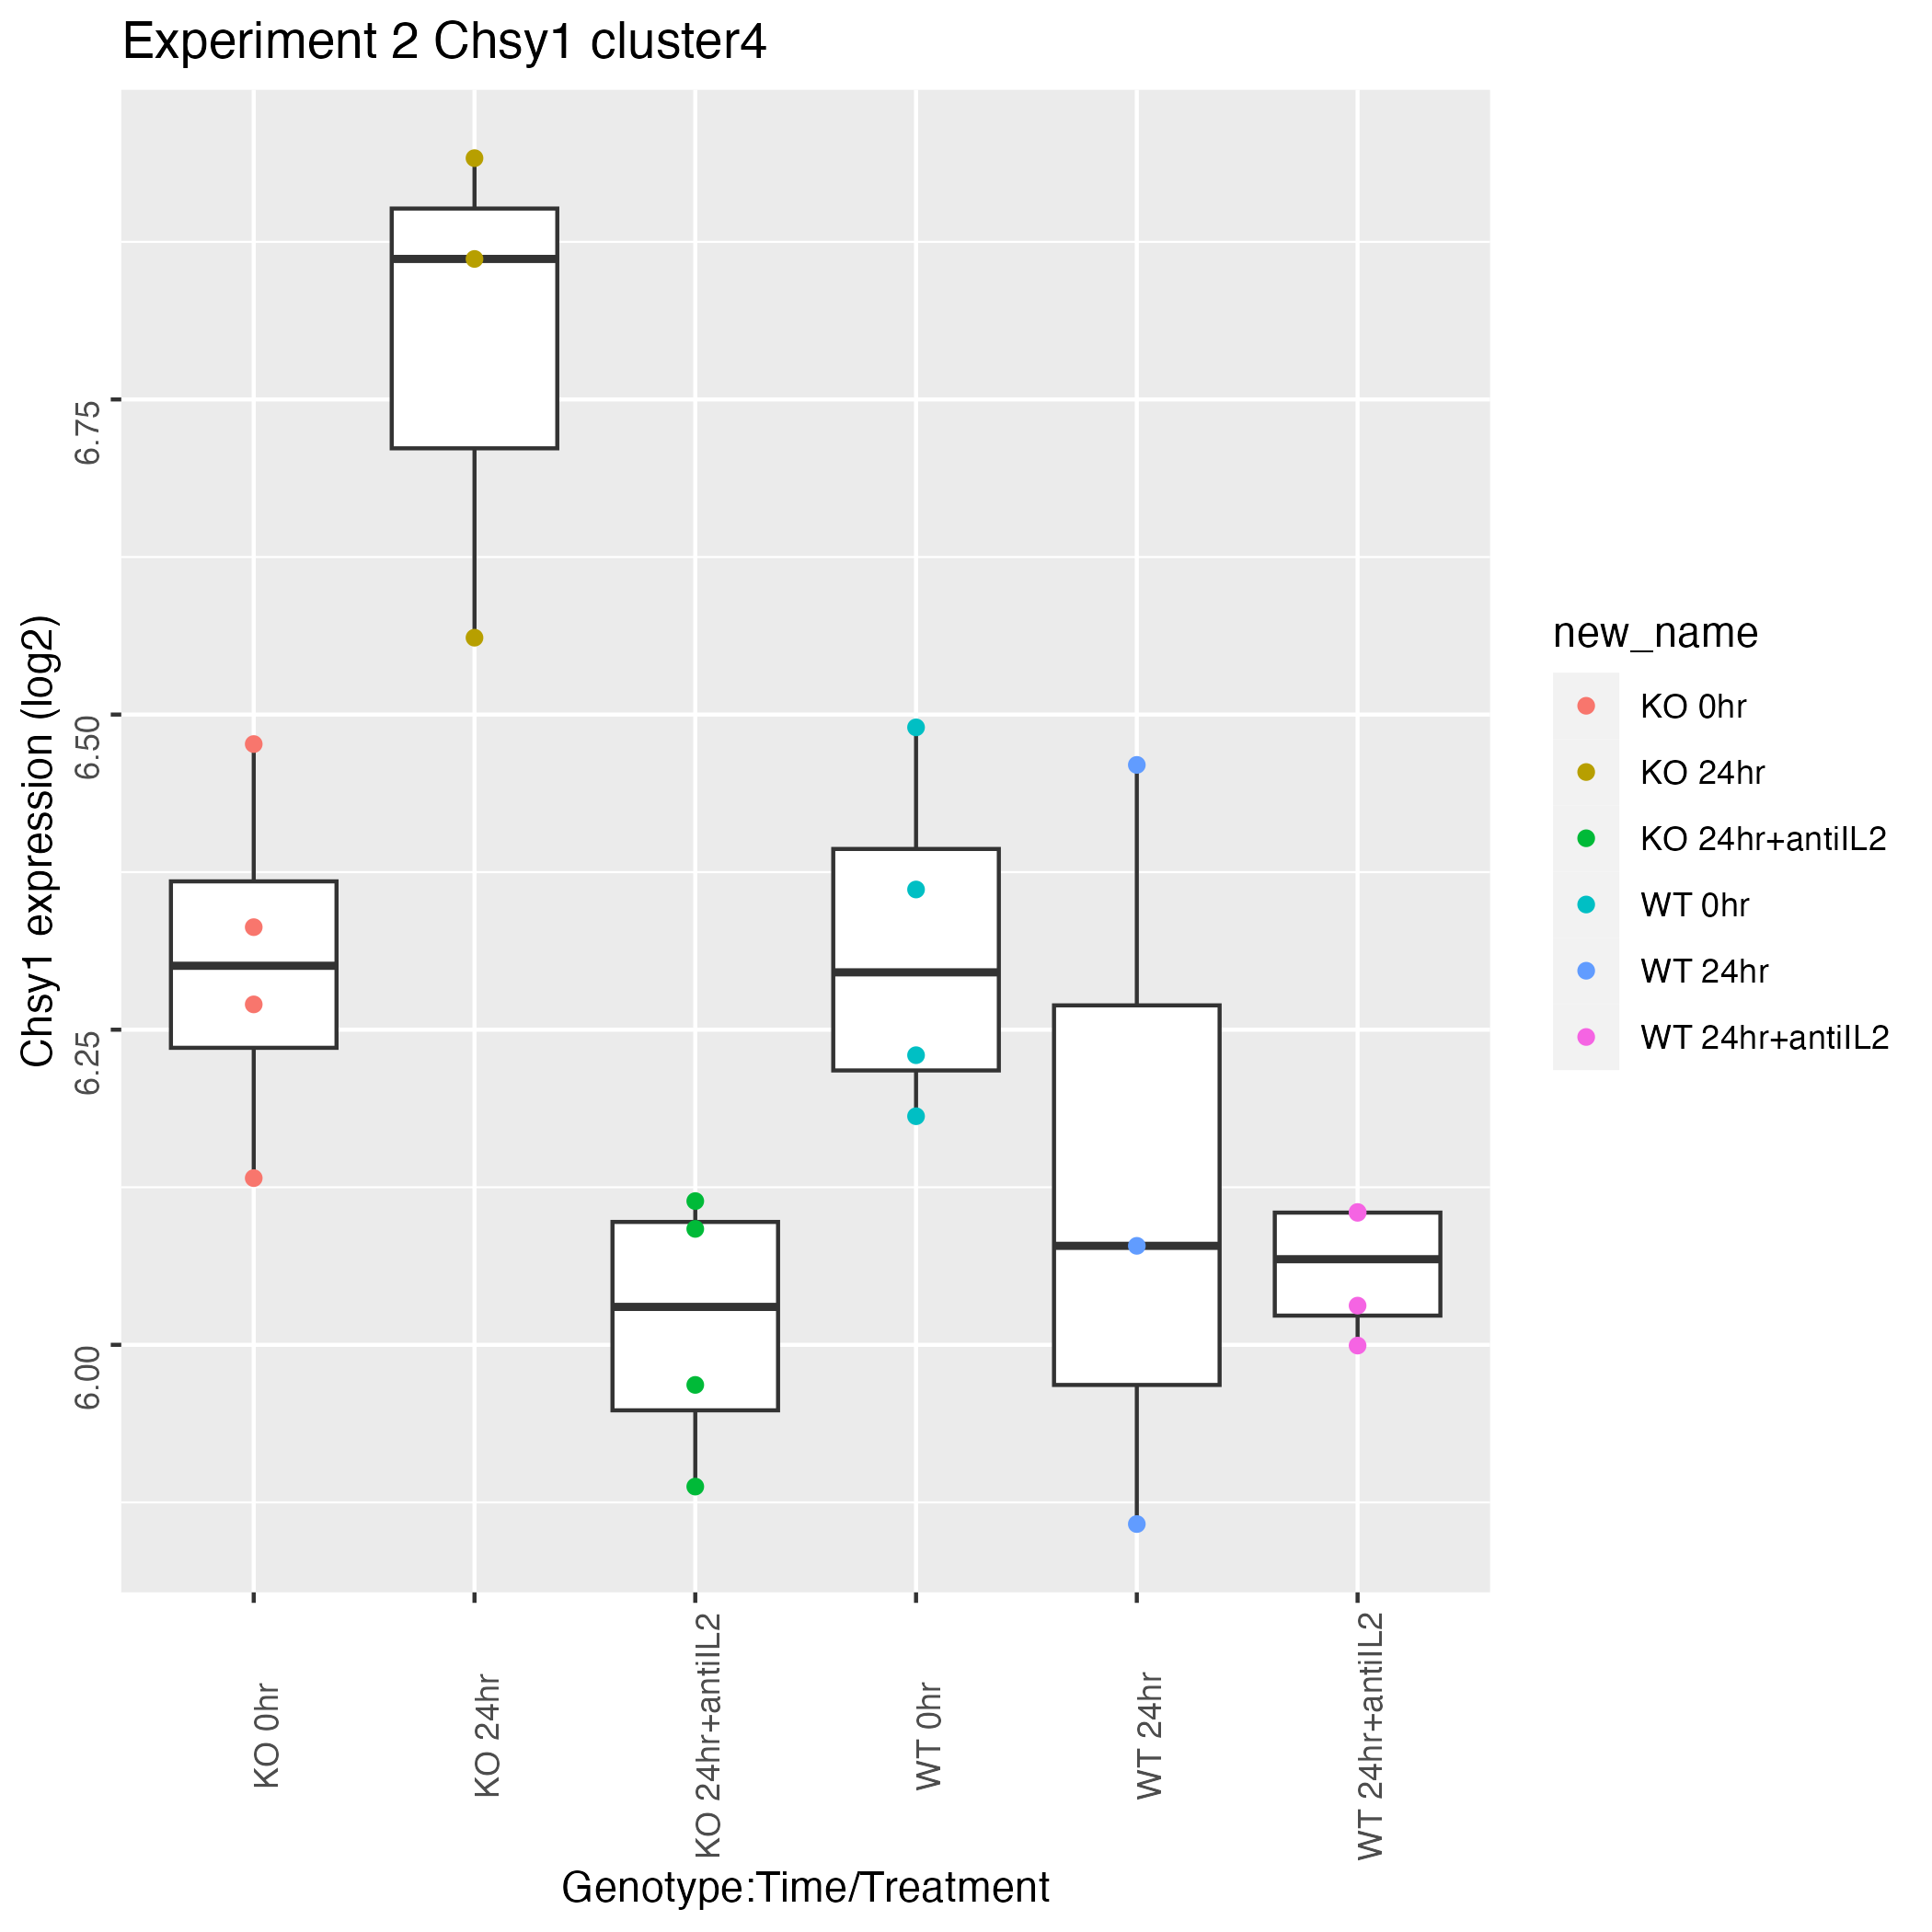 Experiment 2 Chsy1 cluster4
Chsy1 expression (log2)
6.75
6.50
6.25
6.00
KO 0hr
KO 24hr
KO 24hr+antiIL2
WT 0hr
WT 24hr
WT 24hr+antiIL2
Genotype:Time/Treatment
new_name
KO 0hr
KO 24hr
KO 24hr+antiIL2
WT 0hr
WT 24hr
WT 24hr+antiIL2